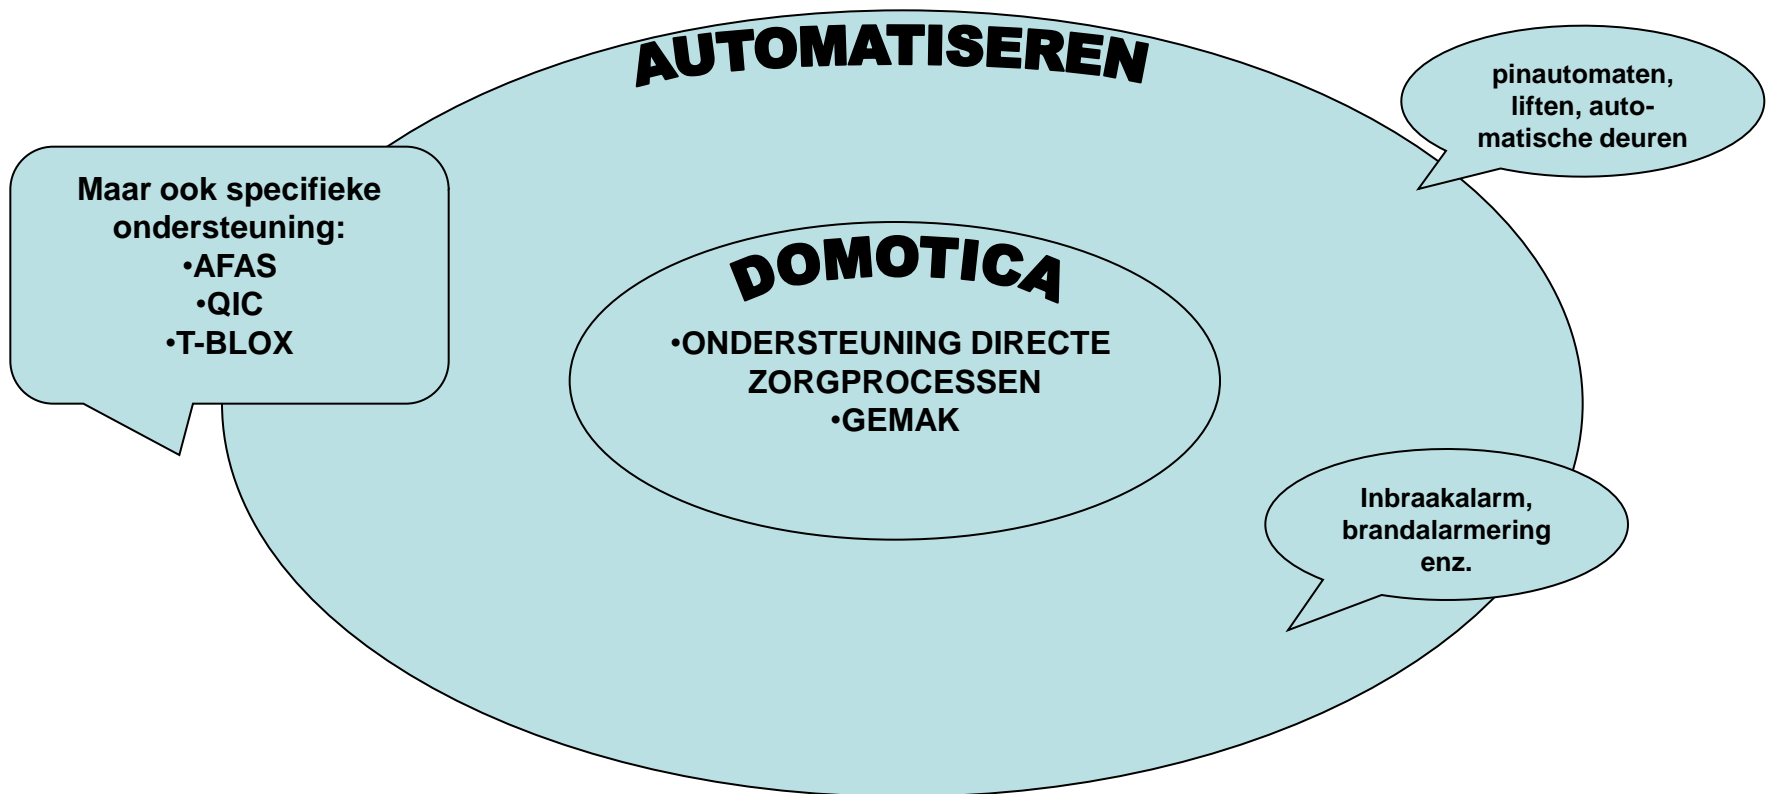 AUTOMATISEREN
pinautomaten,
liften, auto-
matische deuren
Maar ook specifieke
ondersteuning:
•AFAS
•QIC
•T-BLOX
DOMOTICA
•ONDERSTEUNING DIRECTE
ZORGPROCESSEN
•GEMAK
Inbraakalarm,
brandalarmering
enz.